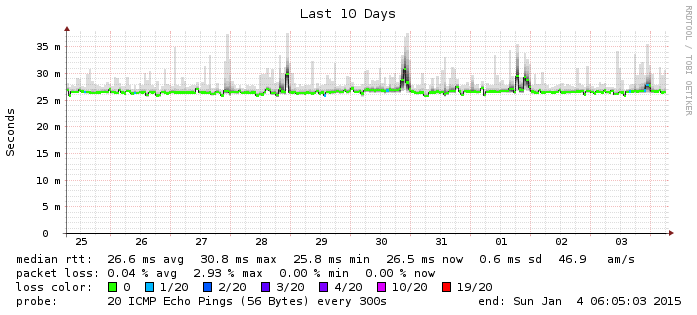 Last 10 Days
RRDTOOL / TOBI OETIKER
Seconds
35 m
30 m
25 m
20 m
15 m
10 m
5 m
0
25 26 27 28 29 30 31 01 02 03
median rtt: 26.6 ms avg 30.8 ms max 25.8 ms min 26.5 ms now 0.6 ms sd 46.9 am/s
packet loss: 0.04 % avg 2.93 % max 0.00 % min 0.00 % now
loss color: 0 1/20 2/20 3/20 4/20 10/20 19/20
probe: 20 ICMP Echo Pings (56 Bytes) every 300s end: Sun Jan 4 06:05:03 2015